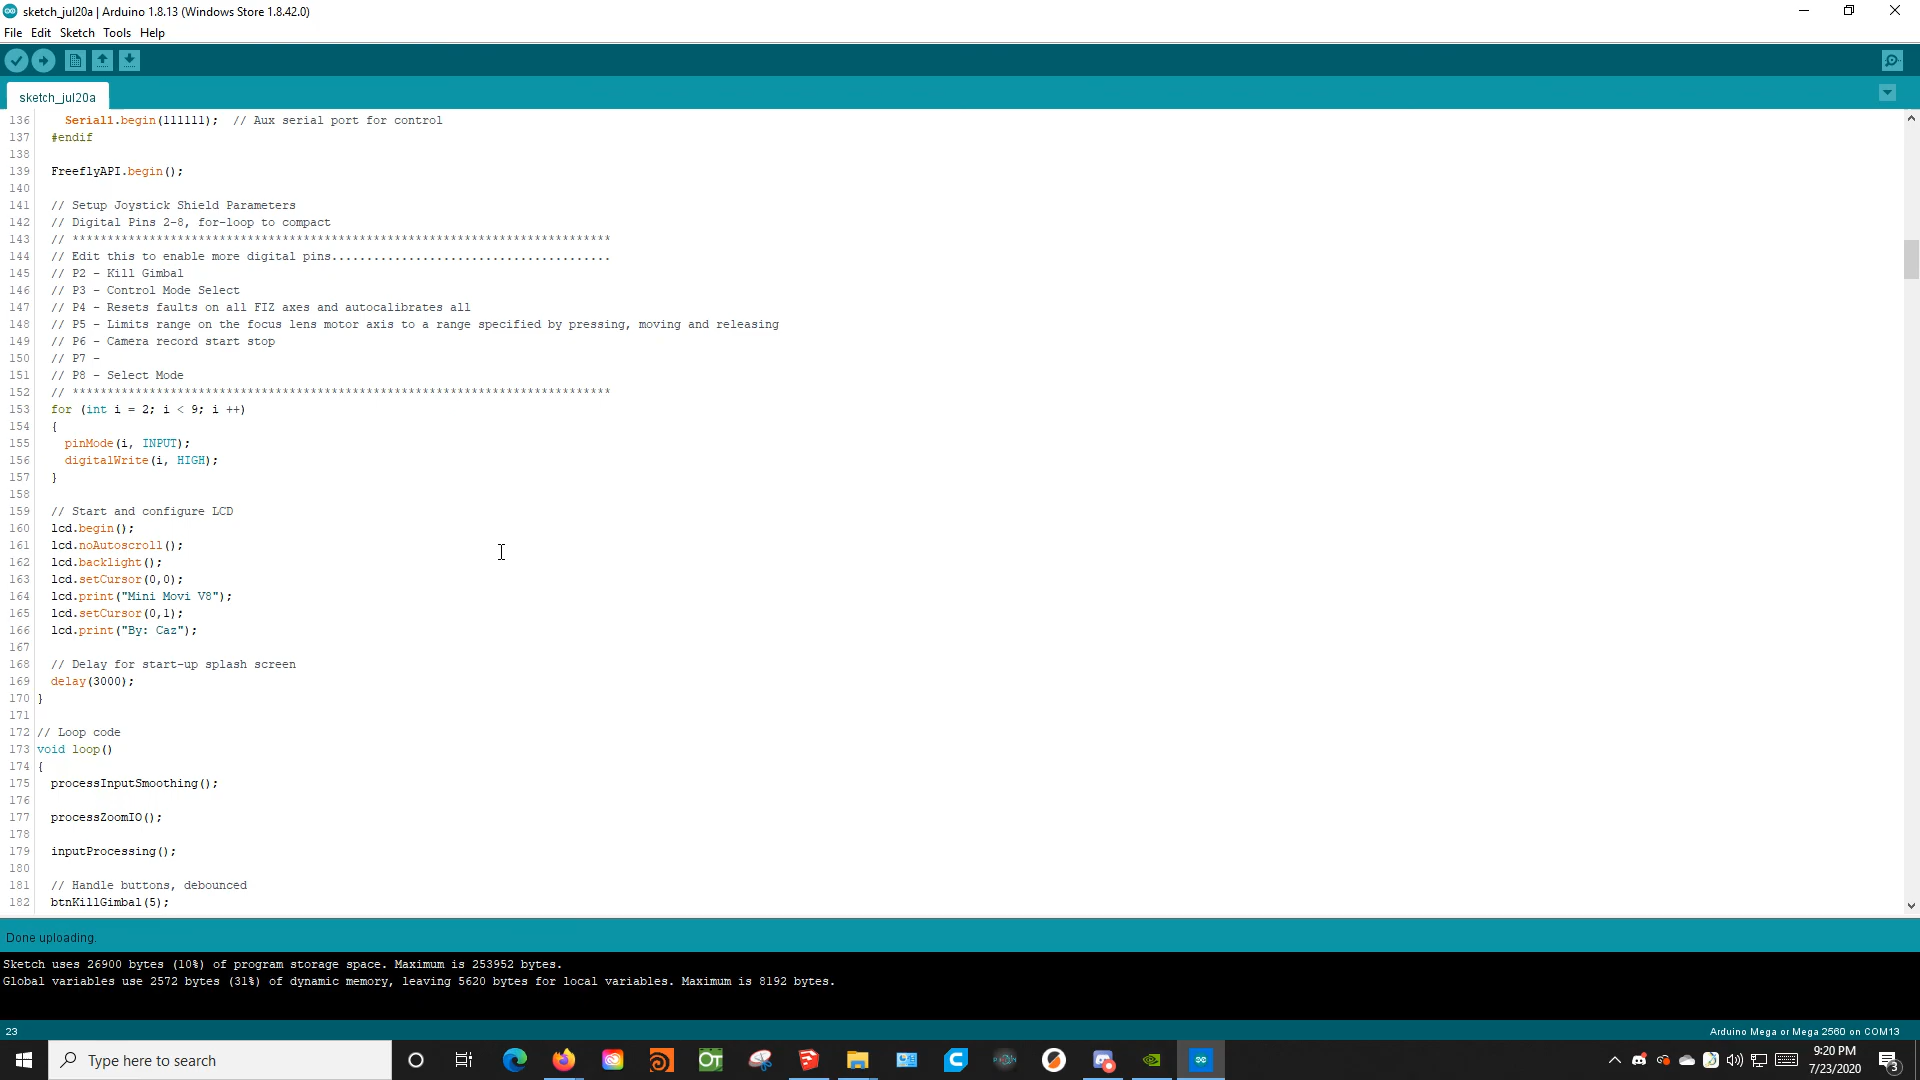 sketch_jul20a | Arduino 1.8.13 (Windows Store 1.8.42.0)
File Edit Sketch Tools Help
sketch_jul20a
136 Serial1.begin(111111); // Aux serial port for control
137 #endif
138
139 FreeflyAPI.begin();
140
141 // Setup Joystick Shield Parameters
142 // Digital Pins 2-8, for-loop to compact
143 // *****************************************************************************
144 // Edit this to enable more digital pins........................................
145 // P2 - Kill Gimbal
146 // P3 - Control Mode Select
147 // P4 - Resets faults on all FIZ axes and autocalibrates all
148 // P5 - Limits range on the focus lens motor axis to a range specified by pressing, moving and releasing
149 // P6 - Camera record start stop
150 // P7 -
151 // P8 - Select Mode
152 // *****************************************************************************
153 for (int i = 2; i < 9; i ++)
154 {
155 pinMode(i, INPUT);
156 digitalWrite(i, HIGH);
157 }
158
159 // Start and configure LCD
160 lcd.begin();
161 lcd.noAutoscroll();
162 lcd.backlight();
163 lcd.setCursor(0,0);
164 lcd.print("Mini Movi V8");
165 lcd.setCursor(0,1);
166 lcd.print("By: Caz");
167
168 // Delay for start-up splash screen
169 delay(3000);
170 }
171
172 // Loop code
173 void loop()
174 {
175 processInputSmoothing();
176
177 processZoomIO();
178
179 inputProcessing();
180
181 // Handle buttons, debounced
182 btnKillGimbal(5);
Done uploading.
Sketch uses 26900 bytes (10%) of program storage space. Maximum is 253952 bytes.
Global variables use 2572 bytes (31%) of dynamic memory, leaving 5620 bytes for local variables. Maximum is 8192 bytes.
23 Arduino Mega or Mega 2560 on COM13
Type here to search
OT
9:20 PM
7/23/2020
3